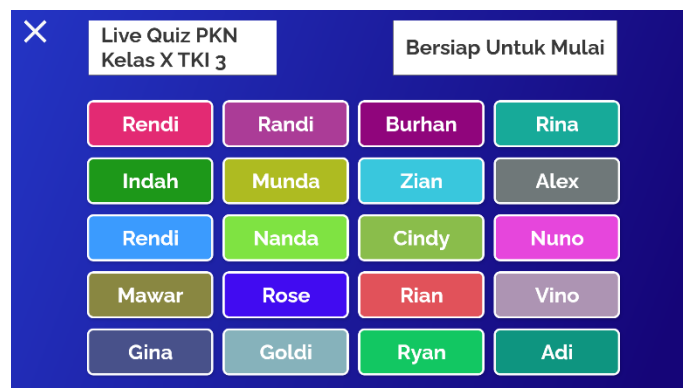 Live Quiz PKN
Kelas X TKI 3
Bersiap Untuk Mulai
Rendi Randi Burhan Rina
Indah Munda Zian Alex
Rendi Nanda Cindy Nuno
Mawar Rose Rian Vino
Gina Goldi Ryan Adi